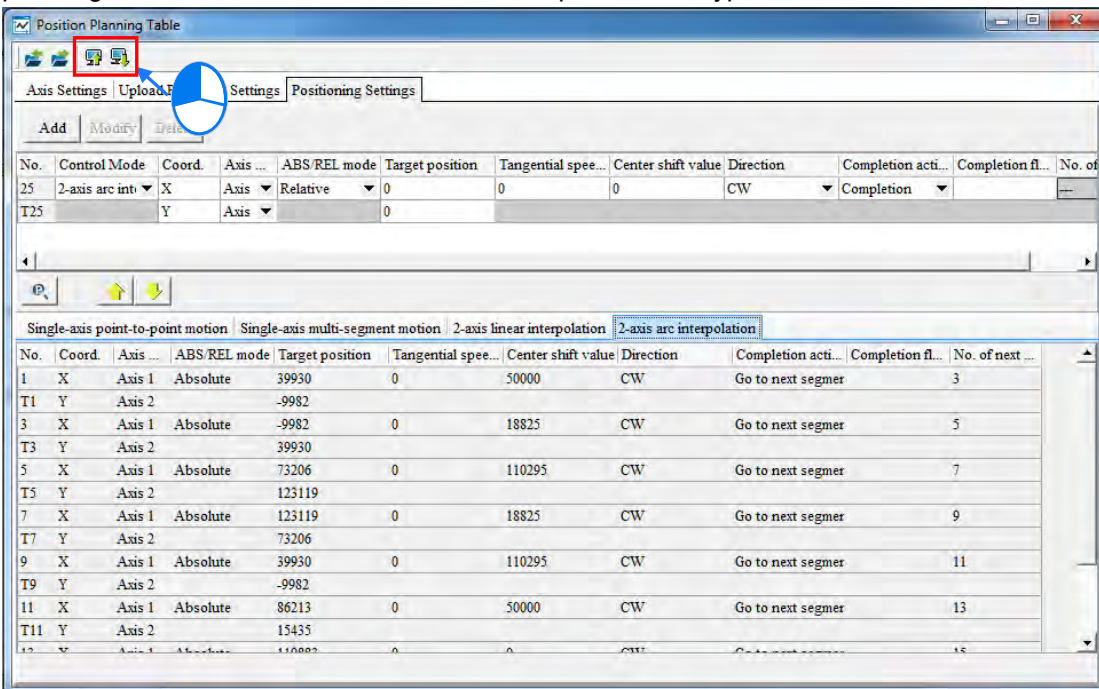 Position Planning Table
Axis Settings Upload Settings Positioning Settings
Add Modify
No. Control Mode Coord. Axis ... ABS/REL mode Target position Tangential spee... Center shift value Direction Completion acti... Completion fl... No. of
25 2-axis arc int X Axis Relative 0 0 0 CW Completion ---
T25 Y Axis 0
Single-axis point-to-point motion Single-axis multi-segment motion 2-axis linear interpolation 2-axis arc interpolation
No. Coord. Axis ... ABS/REL mode Target position Tangential spee... Center shift value Direction Completion acti... Completion fl... No. of next ...
1 X Axis 1 Absolute 39930 0 50000 CW Go to next segmer 3
T1 Y Axis 2 -9982
3 X Axis 1 Absolute -9982 0 18825 CW Go to next segmer 5
T3 Y Axis 2 39930
5 X Axis 1 Absolute 73206 0 110295 CW Go to next segmer 7
T5 Y Axis 2 123119
7 X Axis 1 Absolute 123119 0 18825 CW Go to next segmer 9
T7 Y Axis 2 73206
9 X Axis 1 Absolute 39930 0 110295 CW Go to next segmer 11
T9 Y Axis 2 -9982
11 X Axis 1 Absolute 86213 0 50000 CW Go to next segmer 13
T11 Y Axis 2 15435